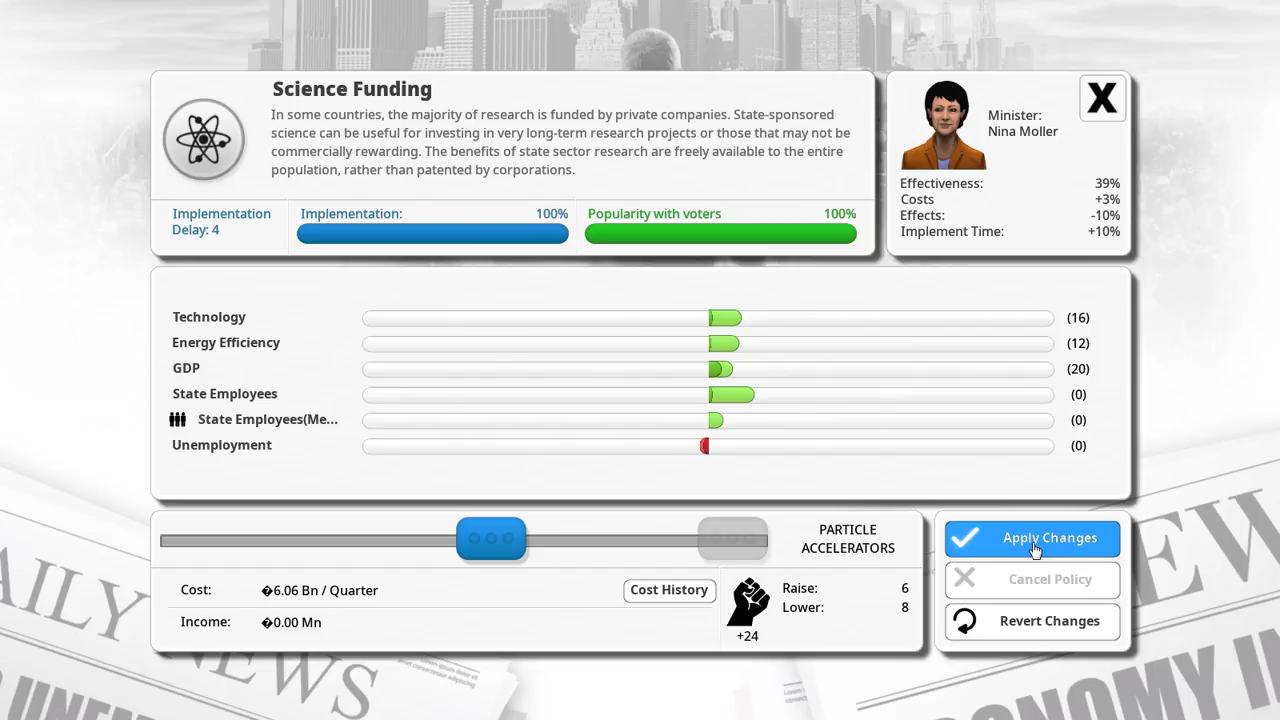 Science Funding
In some countries, the majority of research is funded by private companies. State-sponsored
science can be useful for investing in very long-term research projects or those that may not be
commercially rewarding. The benefits of state sector research are freely available to the entire
population, rather than patented by corporations.
Implementation
Delay: 4
Implementation: 100%
Popularity with voters 100%
X
Minister:
Nina Moller
Effectiveness: 39%
Costs +3%
Effects: -10%
Implement Time: +10%
Technology (16)
Energy Efficiency (12)
GDP (20)
State Employees (0)
State Employees(Me... (0)
Unemployment (0)
PARTICLE
ACCELERATORS
Cost: �6.06 Bn / Quarter
Cost History
Income: �0.00 Mn
+24
Raise: 6
Lower: 8
Apply Changes
Cancel Policy
Revert Changes
DAILY NEWS
NEW
ONOMY IN